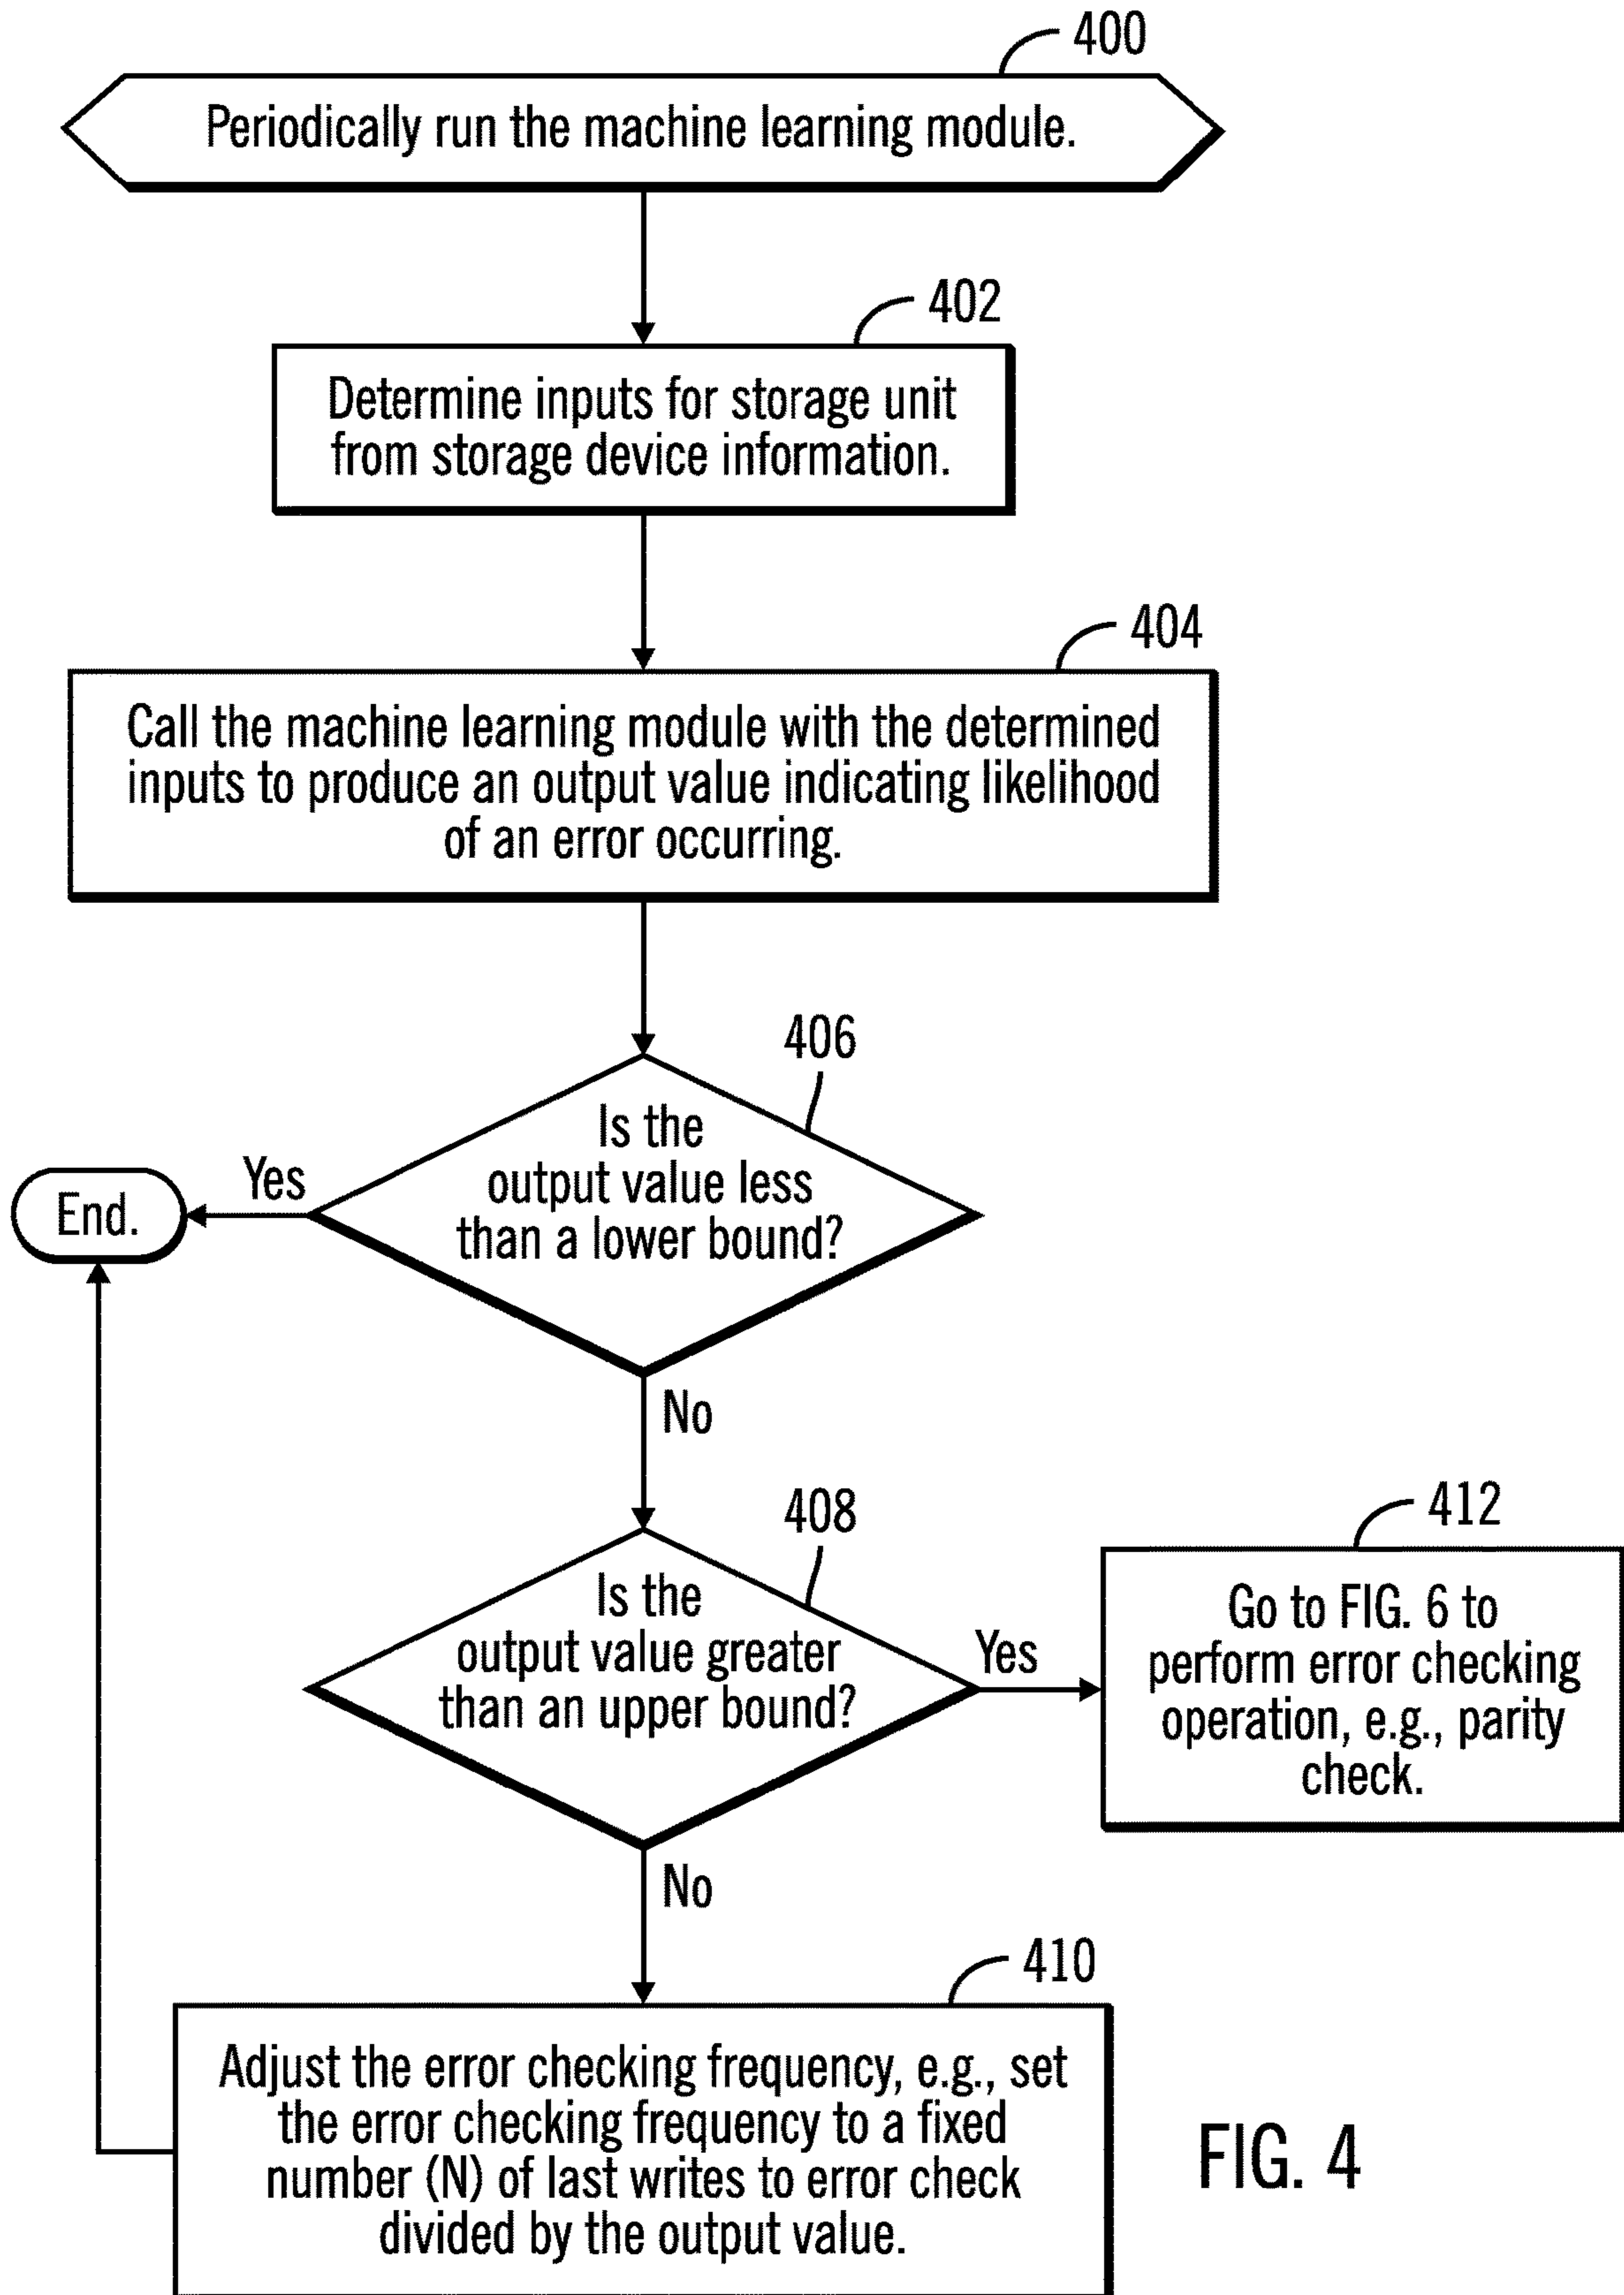 400
Periodically run the machine learning module.
402
Determine inputs for storage unit
from storage device information.
404
Call the machine learning module with the determined
inputs to produce an output value indicating likelihood
of an error occurring.
406
Is the
output value less
than a lower bound?
Yes
End.
No
408
Is the
output value greater
than an upper bound?
Yes
412
Go to FIG. 6 to
perform error checking
operation, e.g., parity
check.
No
410
Adjust the error checking frequency, e.g., set
the error checking frequency to a fixed
number (N) of last writes to error check
divided by the output value.
FIG. 4